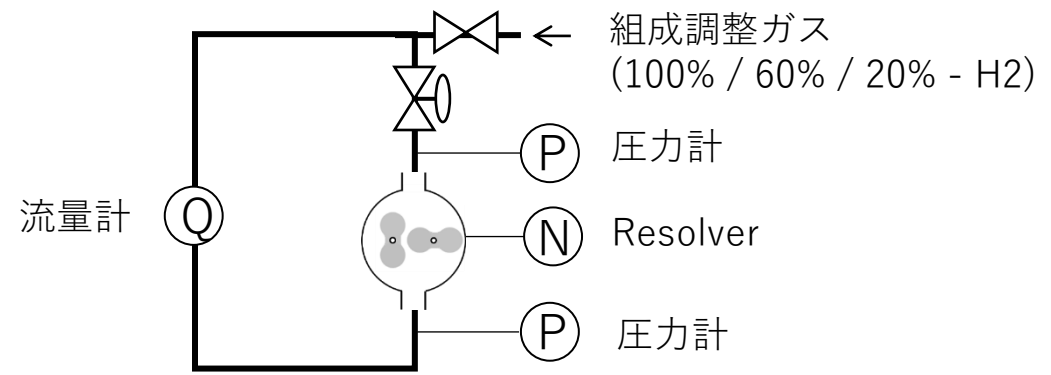 組成調整ガス
(100% / 60% / 20% - H2)
P 圧力計
流量計 Q
N Resolver
P 圧力計